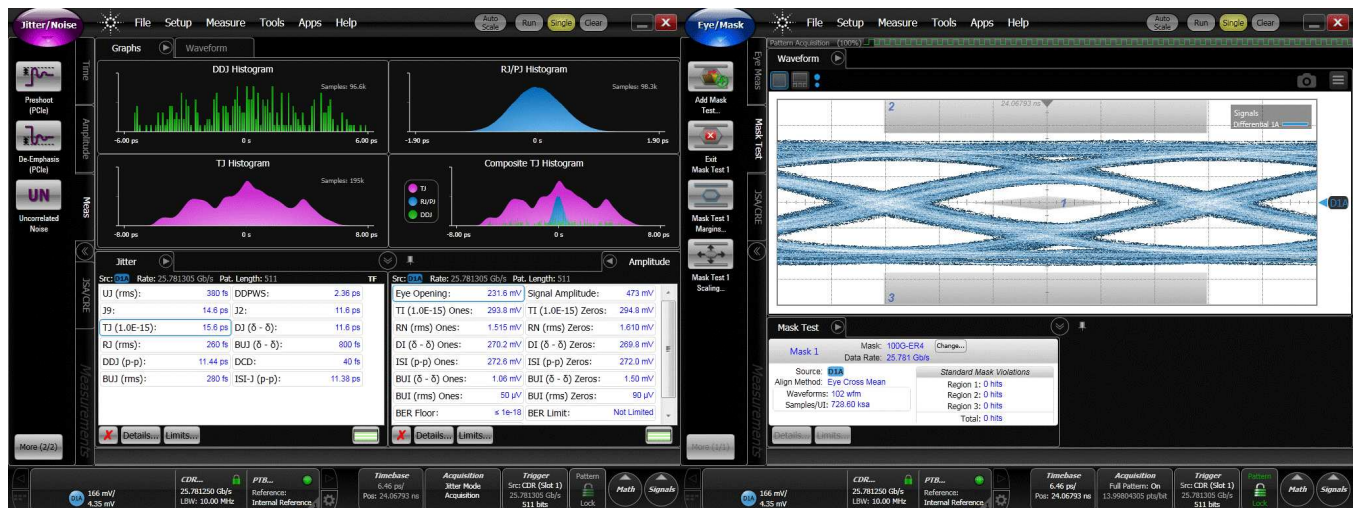 Jitter/Noise
File Setup Measure Tools Apps Help
Auto Scale Run Single Clear
Graphs Waveform
Preshoot (PCIe)
De-Emphasis (PCIe)
UN
Uncorrelated Noise
More (2/2)
Time
Amplitude
Meas
JSA/CRE
Measurements
DDJ Histogram
Samples: 96.6k
-6.00 ps 0 s 6.00 ps
RJ/PJ Histogram
Samples: 98.3k
-1.90 ps 0 s 1.90 ps
TJ Histogram
Samples: 195k
-8.00 ps 0 s 8.00 ps
Composite TJ Histogram
TJ
RJ/PJ
DDJ
-8.00 ps 0 s 8.00 ps
Jitter
Src: D1A Rate: 25.781305 Gb/s Pat. Length: 511 TF
UJ (rms): 380 fs DDPWS: 2.36 ps
J9: 14.6 ps J2: 11.6 ps
TJ (1.0E-15): 15.6 ps DJ (δ - δ): 11.6 ps
RJ (rms): 260 fs BUJ (δ - δ): 800 fs
DDJ (p-p): 11.44 ps DCD: 40 fs
BUJ (rms): 280 fs ISI-J (p-p): 11.38 ps
Details... Limits...
Amplitude
Src: D1A Rate: 25.781305 Gb/s Pat. Length: 511
Eye Opening: 231.6 mV Signal Amplitude: 473 mV
TI (1.0E-15) Ones: 293.8 mV TI (1.0E-15) Zeros: 294.8 mV
RN (rms) Ones: 1.515 mV RN (rms) Zeros: 1.610 mV
DI (δ - δ) Ones: 270.2 mV DI (δ - δ) Zeros: 269.8 mV
ISI (p-p) Ones: 272.6 mV ISI (p-p) Zeros: 272.0 mV
BUI (δ - δ) Ones: 1.06 mV BUI (δ - δ) Zeros: 1.50 mV
BUI (rms) Ones: 50 µV BUI (rms) Zeros: 90 µV
BER Floor: ≤ 1e-18 BER Limit: Not Limited
Details... Limits...
D1A 166 mV/
4.35 mV
CDR...
25.781250 Gb/s
LBW: 10.00 MHz
PTB...
Reference:
Internal Reference
Timebase
6.46 ps/
Pos: 24.06793 ns
Acquisition
Jitter Mode
Acquisition
Trigger
Src: CDR (Slot 1)
25.781305 Gb/s
511 bits
Pattern
Lock
Math Signals
Eye/Mask
File Setup Measure Tools Apps Help
Auto Scale Run Single Clear
Pattern Acquisition (100%)
Waveform
Add Mask Test...
Exit Mask Test 1
Mask Test 1 Margins...
Mask Test 1 Scaling...
More (1/1)
Eye Meas
Mask Test
JSA/CRE
Measurements
24.06793 ns
Signals
Differential 1A
2
1
3
D1A
Mask Test
Mask 1
Mask: 100G-ER4 Change...
Data Rate: 25.781 Gb/s
Source: D1A
Align Method: Eye Cross Mean
Waveforms: 102 wfm
Samples/UI: 728.60 ksa
Standard Mask Violations
Region 1: 0 hits
Region 2: 0 hits
Region 3: 0 hits
Total: 0 hits
Details... Limits...
D1A 166 mV/
4.35 mV
CDR...
25.781250 Gb/s
LBW: 10.00 MHz
PTB...
Reference:
Internal Reference
Timebase
6.46 ps/
Pos: 24.06793 ns
Acquisition
Full Pattern: On
13.99804305 pts/bit
Trigger
Src: CDR (Slot 1)
25.781305 Gb/s
511 bits
Pattern
Lock
Math Signals